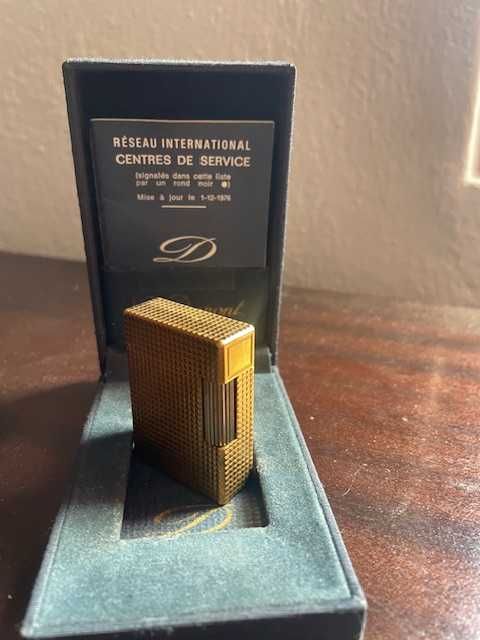 RÉSEAU INTERNATIONAL
CENTRES DE SERVICE
(signalés dans cette liste
par un rond noir ●)
Mise à jour le 1-12-1976
D
D